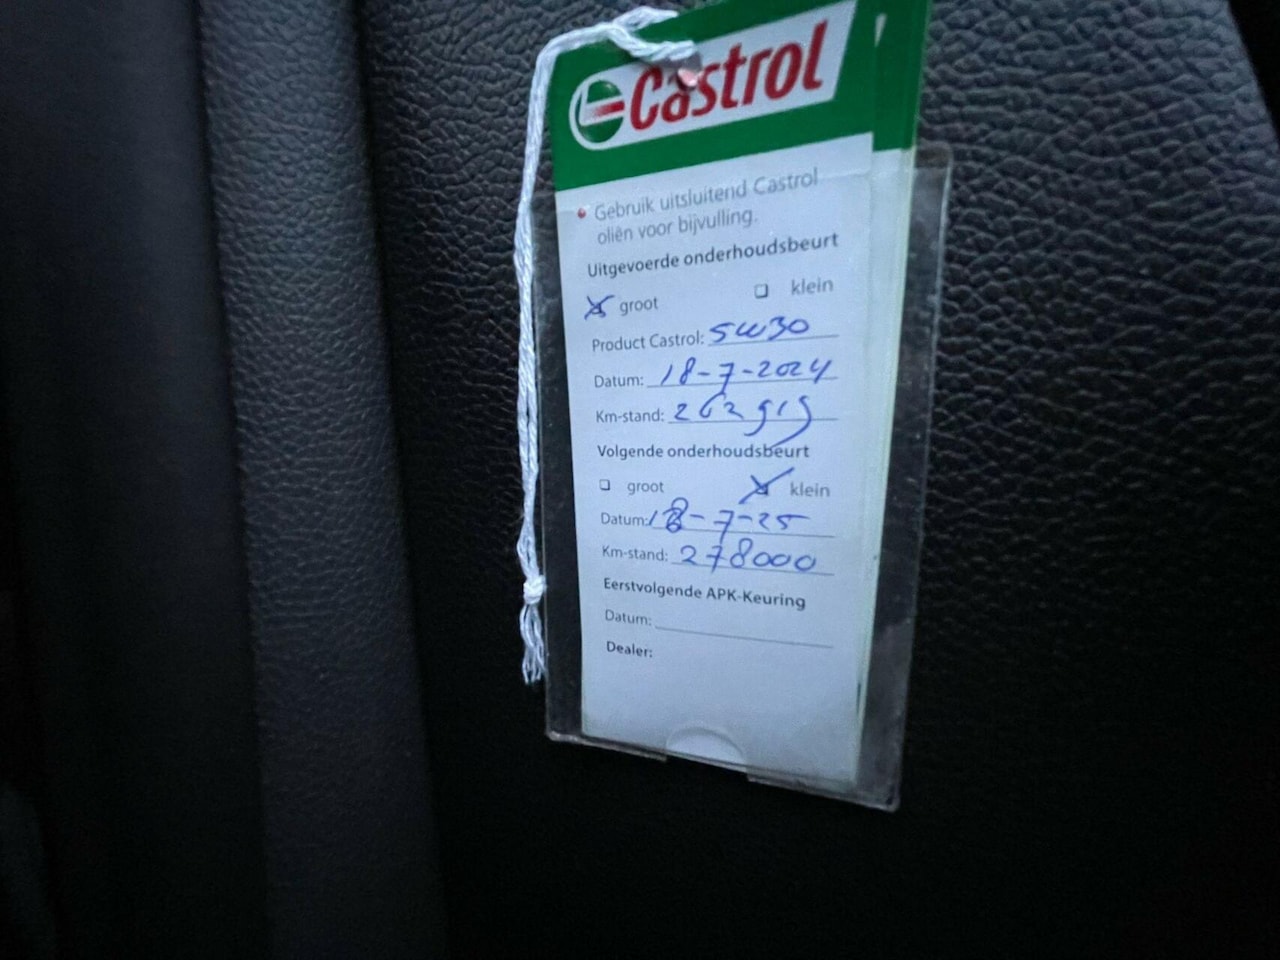 Castrol
Gebruik uitsluitend Castrol
oliën voor bijvulling.
Uitgevoerde onderhoudsbeurt
groot klein
Product Castrol: 5W30
Datum: 18-7-2024
Km-stand: 262919
Volgende onderhoudsbeurt
groot klein
Datum: 18-7-25
Km-stand: 278000
Eerstvolgende APK-Keuring
Datum:
Dealer: